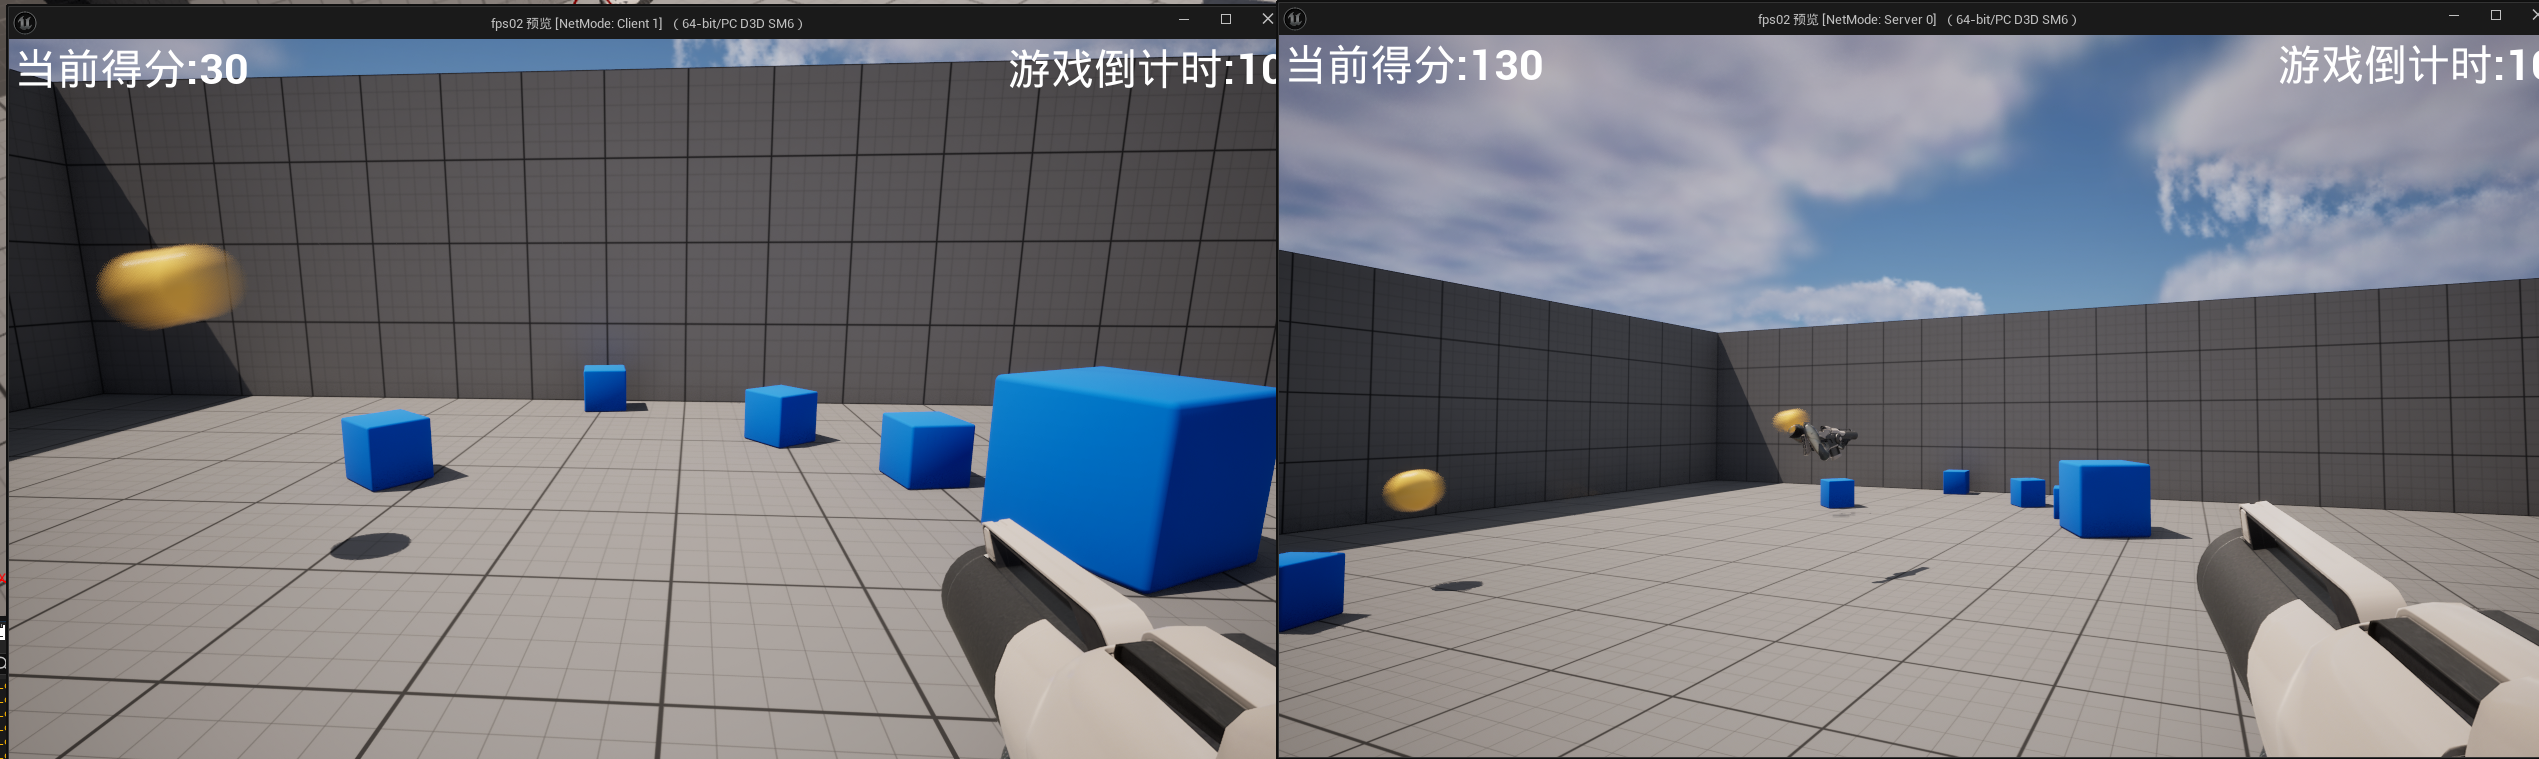 fps02 预览 [NetMode: Client 1] （64-bit/PC D3D SM6）
当前得分:30
游戏倒计时:10
fps02 预览 [NetMode: Server 0] （64-bit/PC D3D SM6）
当前得分:130
游戏倒计时:10